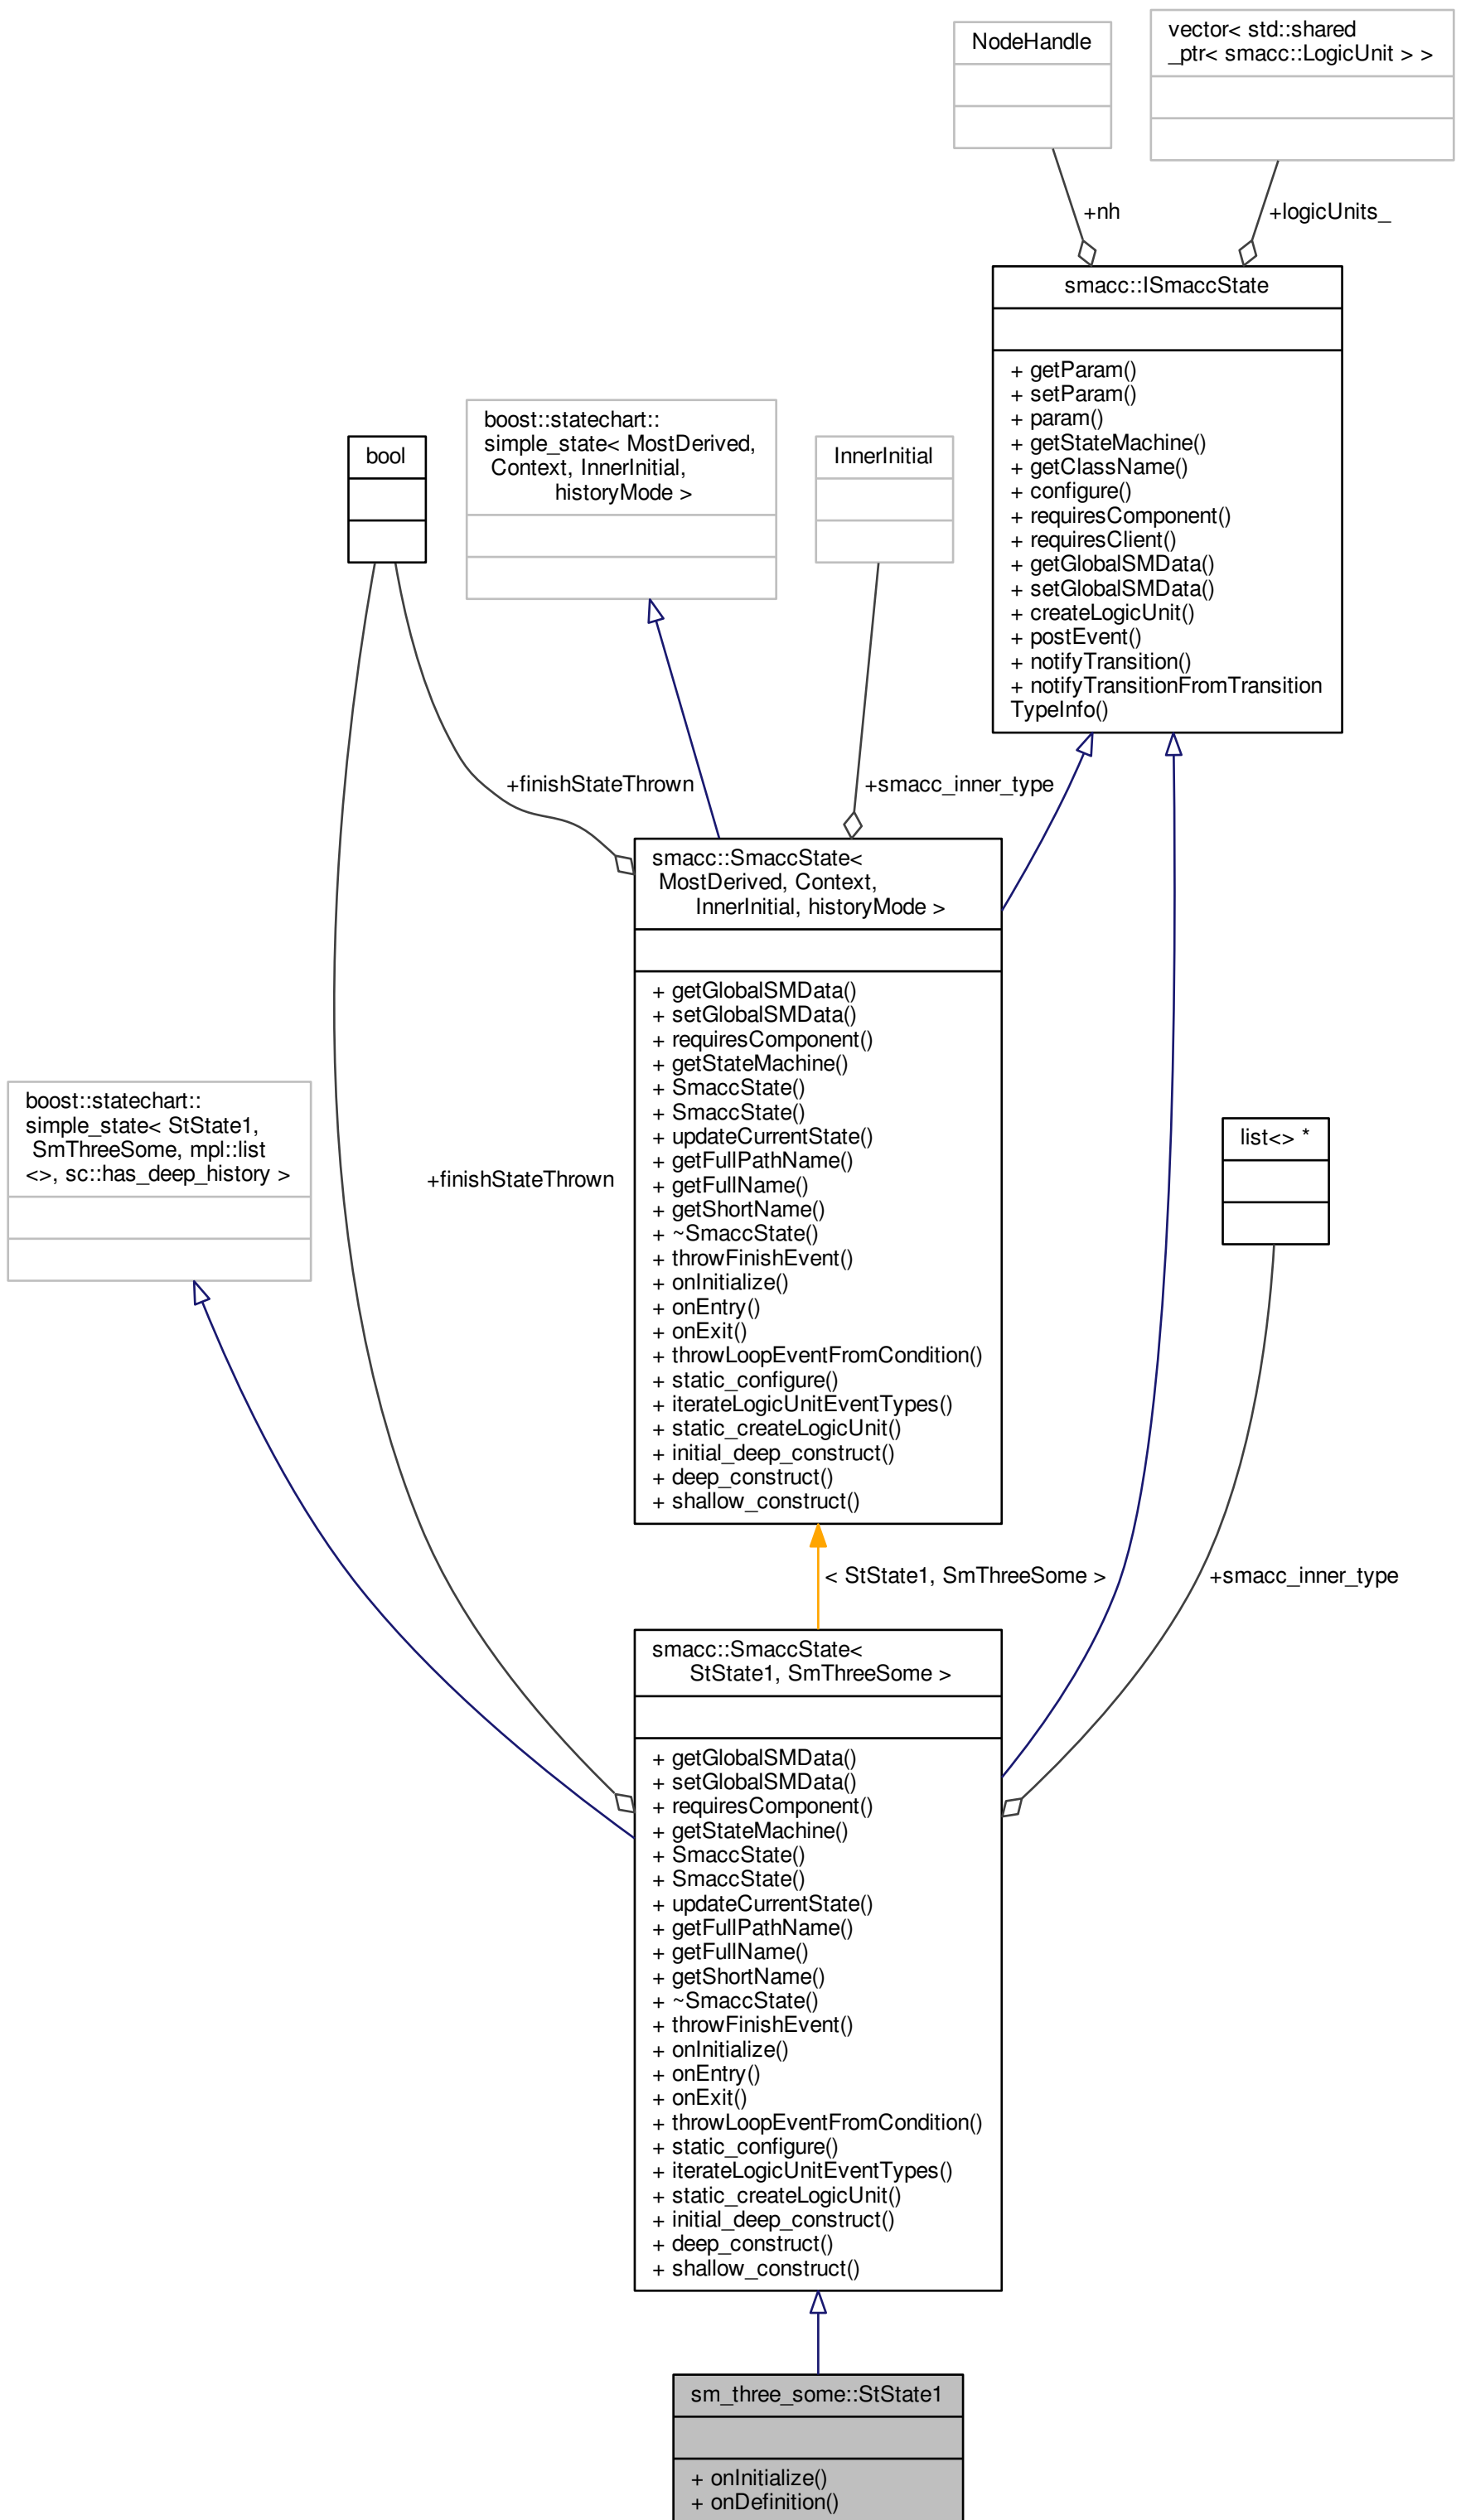 NodeHandle
vector< std::shared
_ptr< smacc::LogicUnit > >
+nh
+logicUnits_
smacc::ISmaccState
+ getParam()
+ setParam()
+ param()
+ getStateMachine()
+ getClassName()
+ configure()
+ requiresComponent()
+ requiresClient()
+ getGlobalSMData()
+ setGlobalSMData()
+ createLogicUnit()
+ postEvent()
+ notifyTransition()
+ notifyTransitionFromTransition
TypeInfo()
bool
boost::statechart::
simple_state< MostDerived,
Context, InnerInitial,
historyMode >
InnerInitial
+finishStateThrown
+smacc_inner_type
smacc::SmaccState<
MostDerived, Context,
InnerInitial, historyMode >
+ getGlobalSMData()
+ setGlobalSMData()
+ requiresComponent()
+ getStateMachine()
+ SmaccState()
+ SmaccState()
+ updateCurrentState()
+ getFullPathName()
+ getFullName()
+ getShortName()
+ ~SmaccState()
+ throwFinishEvent()
+ onInitialize()
+ onEntry()
+ onExit()
+ throwLoopEventFromCondition()
+ static_configure()
+ iterateLogicUnitEventTypes()
+ static_createLogicUnit()
+ initial_deep_construct()
+ deep_construct()
+ shallow_construct()
boost::statechart::
simple_state< StState1,
SmThreeSome, mpl::list
<>, sc::has_deep_history >
+finishStateThrown
list<> *
< StState1, SmThreeSome >
+smacc_inner_type
smacc::SmaccState<
StState1, SmThreeSome >
+ getGlobalSMData()
+ setGlobalSMData()
+ requiresComponent()
+ getStateMachine()
+ SmaccState()
+ SmaccState()
+ updateCurrentState()
+ getFullPathName()
+ getFullName()
+ getShortName()
+ ~SmaccState()
+ throwFinishEvent()
+ onInitialize()
+ onEntry()
+ onExit()
+ throwLoopEventFromCondition()
+ static_configure()
+ iterateLogicUnitEventTypes()
+ static_createLogicUnit()
+ initial_deep_construct()
+ deep_construct()
+ shallow_construct()
sm_three_some::StState1
+ onInitialize()
+ onDefinition()